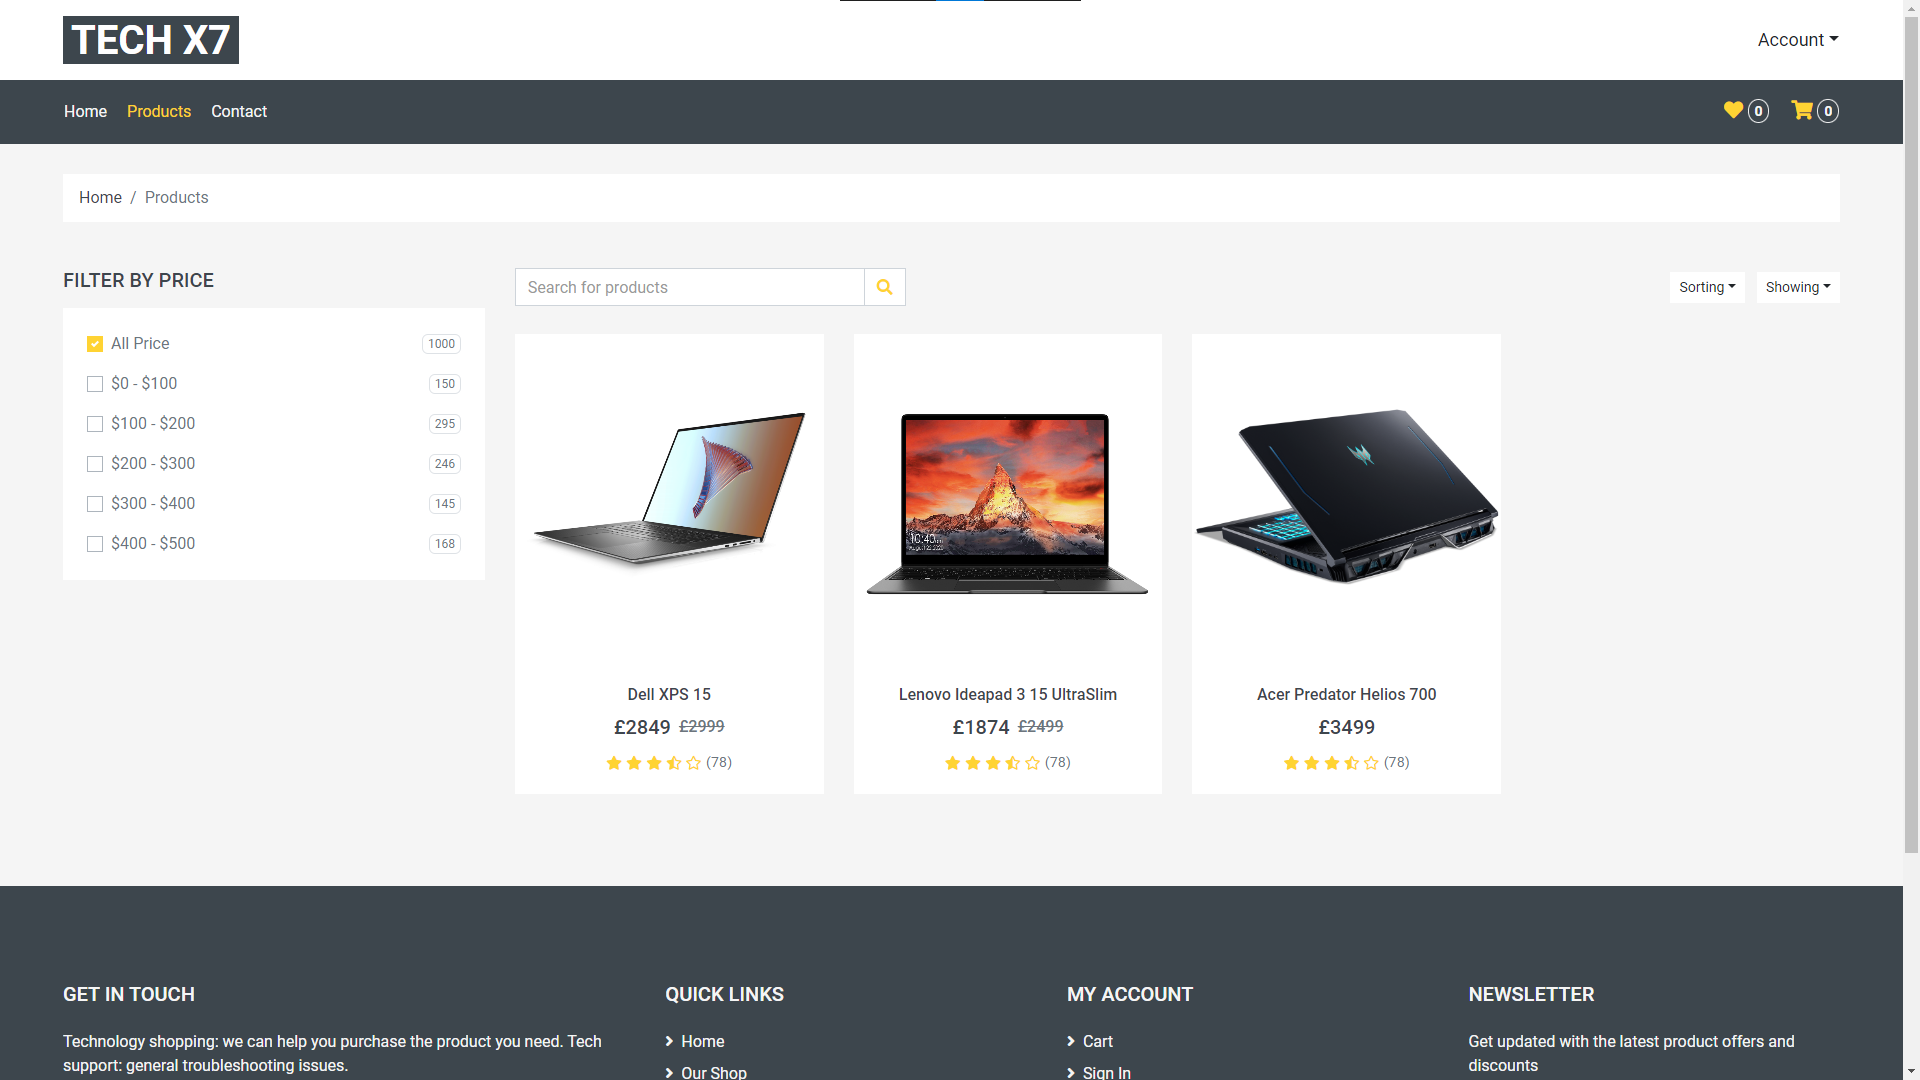 TECH X7
Account
Home Products Contact
0 0
Home / Products
FILTER BY PRICE
All Price 1000
$0 - $100 150
$100 - $200 295
$200 - $300 246
$300 - $400 145
$400 - $500 168
Search for products
Sorting Showing
Dell XPS 15
£2849 £2999
(78)
10:40
Lenovo Ideapad 3 15 UltraSlim
£1874 £2499
(78)
Acer Predator Helios 700
£3499
(78)
GET IN TOUCH
Technology shopping: we can help you purchase the product you need. Tech
support: general troubleshooting issues.
QUICK LINKS
Home
Our Shop
MY ACCOUNT
Cart
Sign In
NEWSLETTER
Get updated with the latest product offers and
discounts